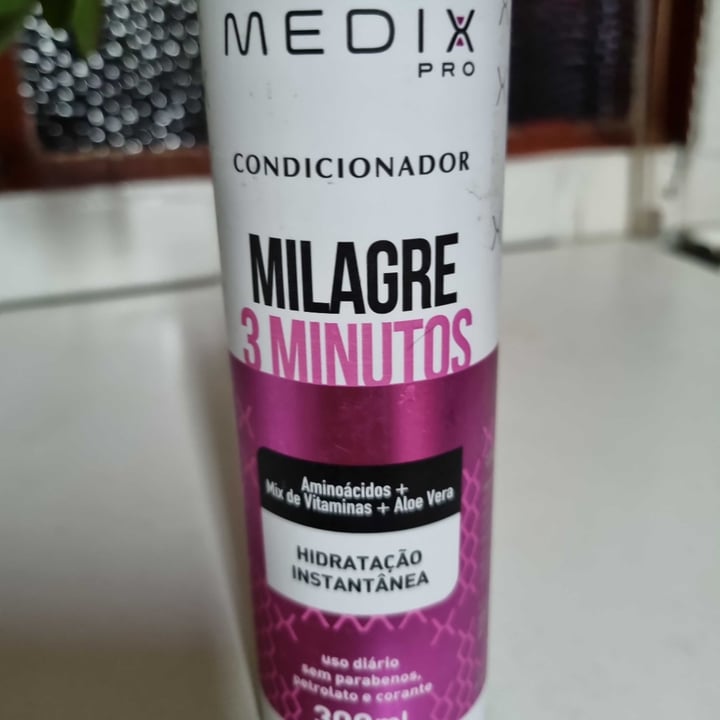 MEDIX
PRO
CONDICIONADOR
MILAGRE
3 MINUTOS
Aminoácidos +
Mix de Vitaminas + Aloe Vera
HIDRATAÇÃO
INSTANTÂNEA
uso diário
sem parabenos,
petrolato e corante
300ml